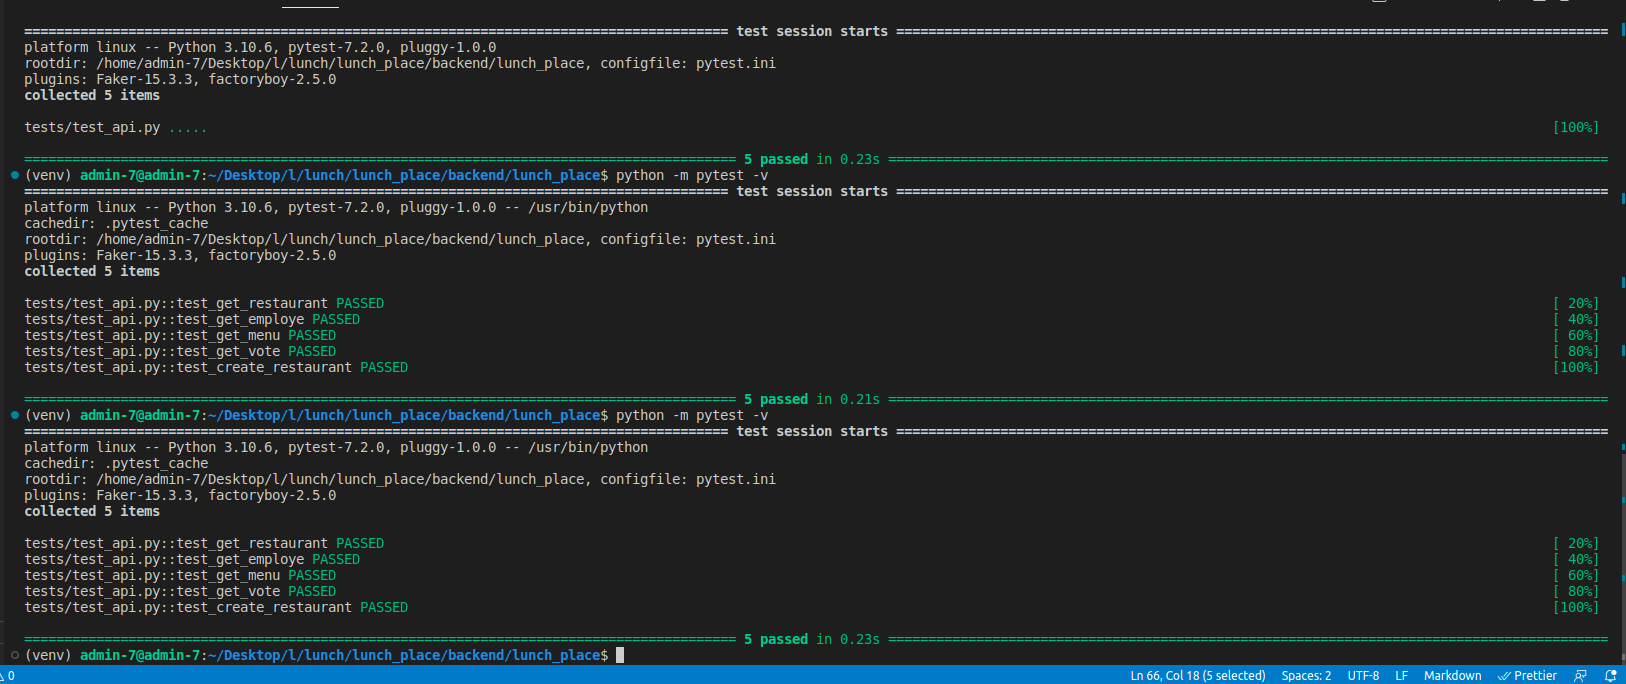 ============================= test session starts =============================
platform linux -- Python 3.10.6, pytest-7.2.0, pluggy-1.0.0
rootdir: /home/admin-7/Desktop/l/lunch/lunch_place/backend/lunch_place, configfile: pytest.ini
plugins: Faker-15.3.3, factoryboy-2.5.0
collected 5 items
tests/test_api.py ..... [100%]
============================= 5 passed in 0.23s =============================
(venv) admin-7@admin-7:~/Desktop/l/lunch/lunch_place/backend/lunch_place$ python -m pytest -v
============================= test session starts =============================
platform linux -- Python 3.10.6, pytest-7.2.0, pluggy-1.0.0 -- /usr/bin/python
cachedir: .pytest_cache
rootdir: /home/admin-7/Desktop/l/lunch/lunch_place/backend/lunch_place, configfile: pytest.ini
plugins: Faker-15.3.3, factoryboy-2.5.0
collected 5 items
tests/test_api.py::test_get_restaurant PASSED [ 20%]
tests/test_api.py::test_get_employe PASSED [ 40%]
tests/test_api.py::test_get_menu PASSED [ 60%]
tests/test_api.py::test_get_vote PASSED [ 80%]
tests/test_api.py::test_create_restaurant PASSED [100%]
============================= 5 passed in 0.21s =============================
(venv) admin-7@admin-7:~/Desktop/l/lunch/lunch_place/backend/lunch_place$ python -m pytest -v
============================= test session starts =============================
platform linux -- Python 3.10.6, pytest-7.2.0, pluggy-1.0.0 -- /usr/bin/python
cachedir: .pytest_cache
rootdir: /home/admin-7/Desktop/l/lunch/lunch_place/backend/lunch_place, configfile: pytest.ini
plugins: Faker-15.3.3, factoryboy-2.5.0
collected 5 items
tests/test_api.py::test_get_restaurant PASSED [ 20%]
tests/test_api.py::test_get_employe PASSED [ 40%]
tests/test_api.py::test_get_menu PASSED [ 60%]
tests/test_api.py::test_get_vote PASSED [ 80%]
tests/test_api.py::test_create_restaurant PASSED [100%]
============================= 5 passed in 0.23s =============================
(venv) admin-7@admin-7:~/Desktop/l/lunch/lunch_place/backend/lunch_place$
0 Ln 66, Col 18 (5 selected) Spaces: 2 UTF-8 LF Markdown Prettier